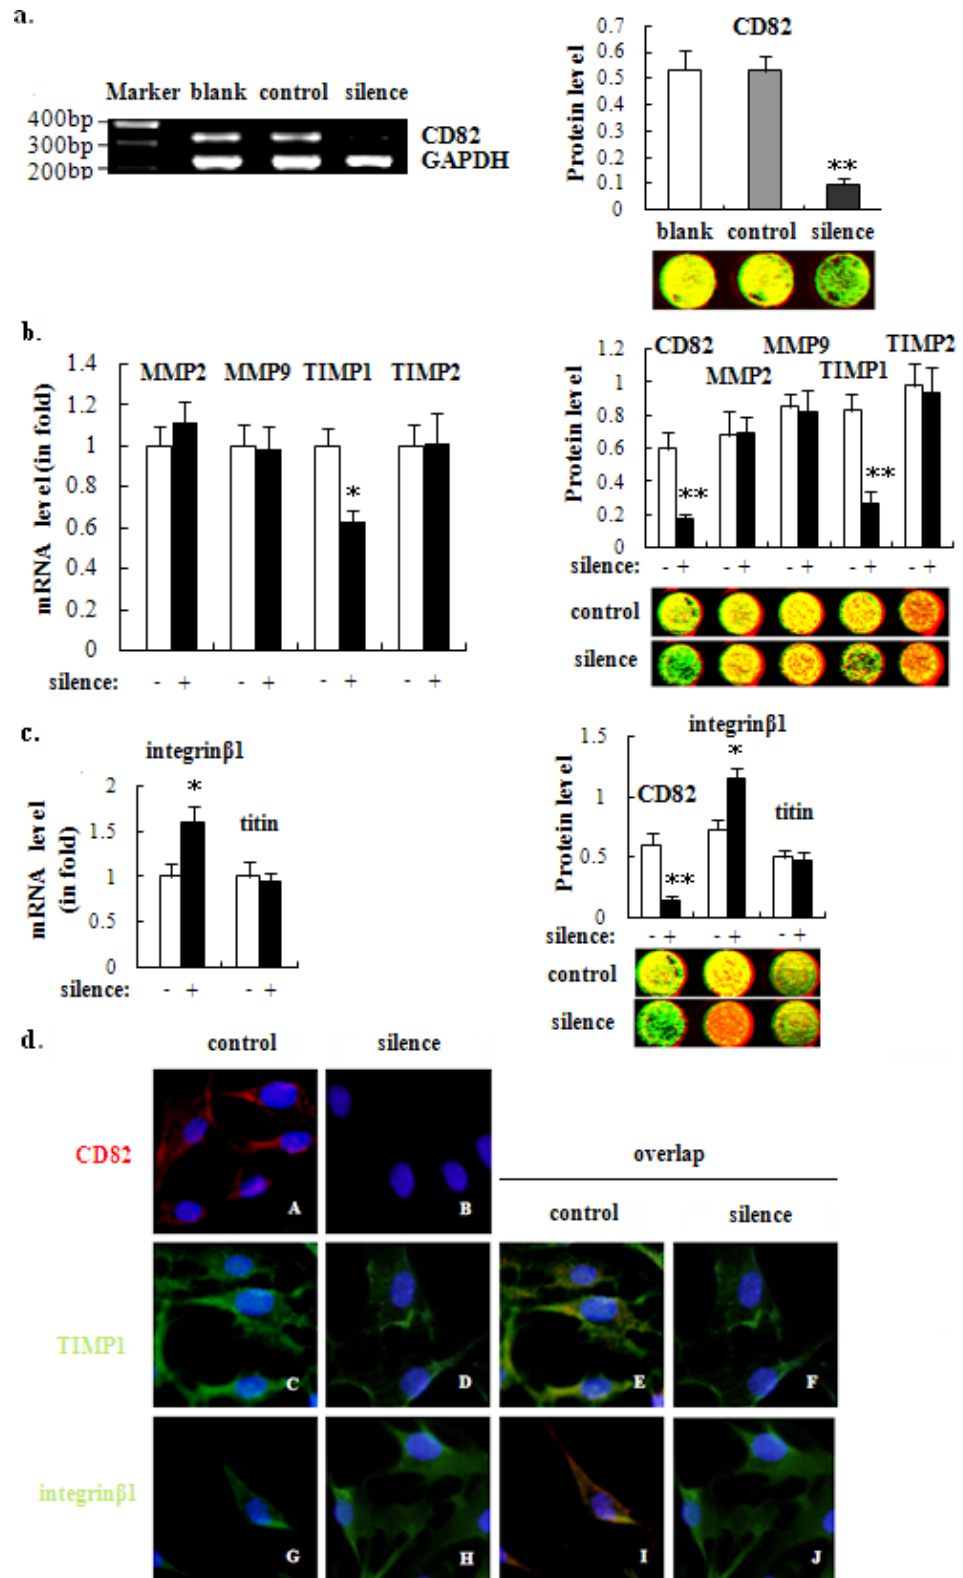 a.
Marker blank control silence
400bp
300bp
200bp
CD82
GAPDH
CD82
Protein level
0.7
0.6
0.5
0.4
0.3
0.2
0.1
0
**
blank control silence
b.
mRNA level (in fold)
1.4
1.2
1
0.8
0.6
0.4
0.2
0
MMP2 MMP9 TIMP1 TIMP2
*
silence: - + - + - + - +
Protein level
1.2
1
0.8
0.6
0.4
0.2
0
CD82 MMP2 MMP9 TIMP1 TIMP2
** **
silence: - + - + - + - + - +
control
silence
c.
mRNA level
(in fold)
2
1.5
1
0.5
0
integrinβ1
*
titin
silence: - + - +
Protein level
1.5
1
0.5
0
integrinβ1
*
CD82
titin
**
silence: - + - + - +
control
silence
d.
control silence
CD82
A B
overlap
control silence
TIMP1
C D E F
integrinβ1
G H I J